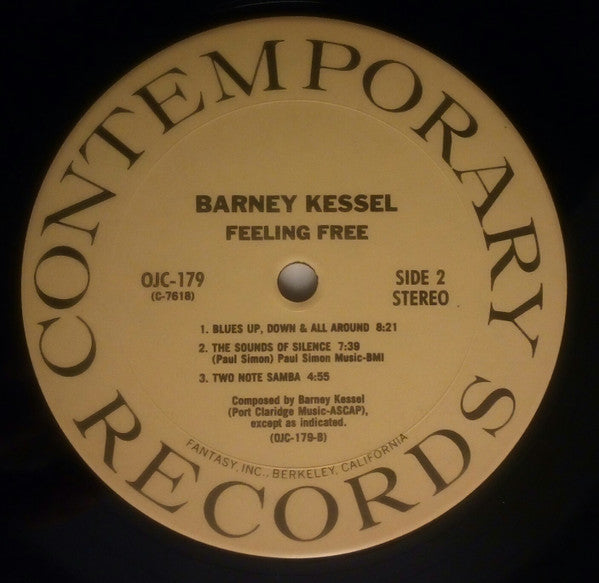 CONTEMPORARY
BARNEY KESSEL
FEELING FREE
OJC-179
(C-7618)
SIDE 2
STEREO
1. BLUES UP, DOWN & ALL AROUND 8:21
2. THE SOUNDS OF SILENCE 7:39
(Paul Simon) Paul Simon Music-BMI
3. TWO NOTE SAMBA 4:55
Composed by Barney Kessel
(Port Claridge Music-ASCAP),
except as indicated.
(OJC-179-B)
FANTASY, INC., BERKELEY, CALIFORNIA
RECORDS